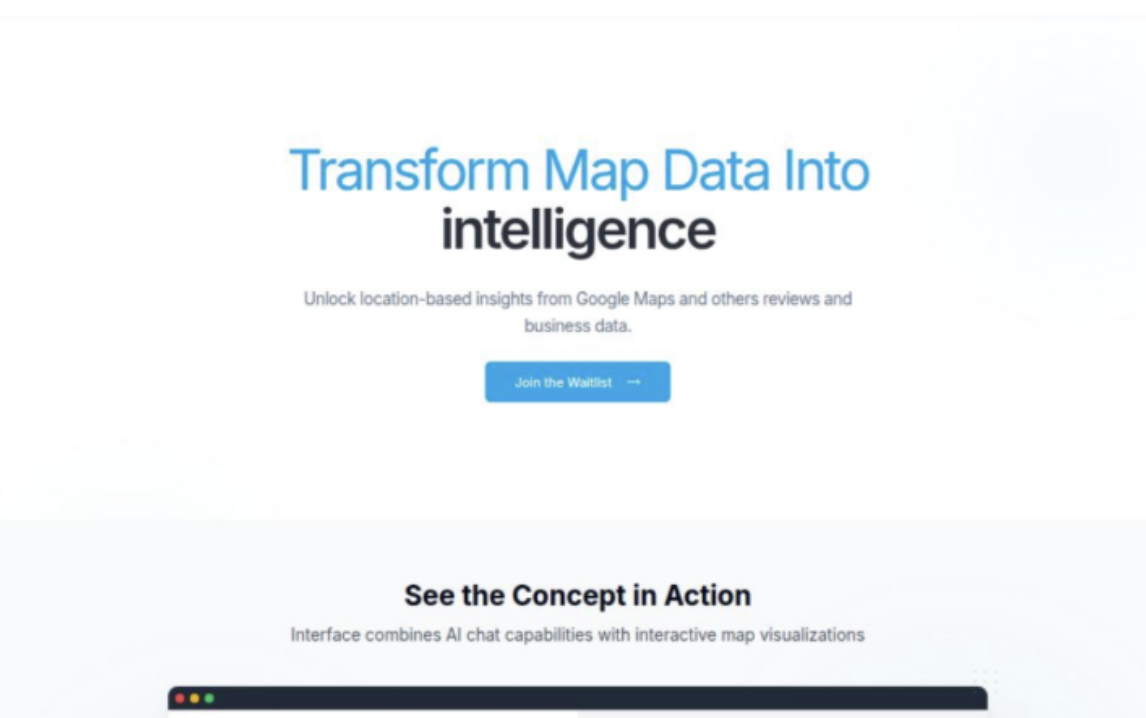 Transform Map Data Into
intelligence
Unlock location-based insights from Google Maps and others reviews and
business data.
Join the Waitlist →
See the Concept in Action
Interface combines AI chat capabilities with interactive map visualizations